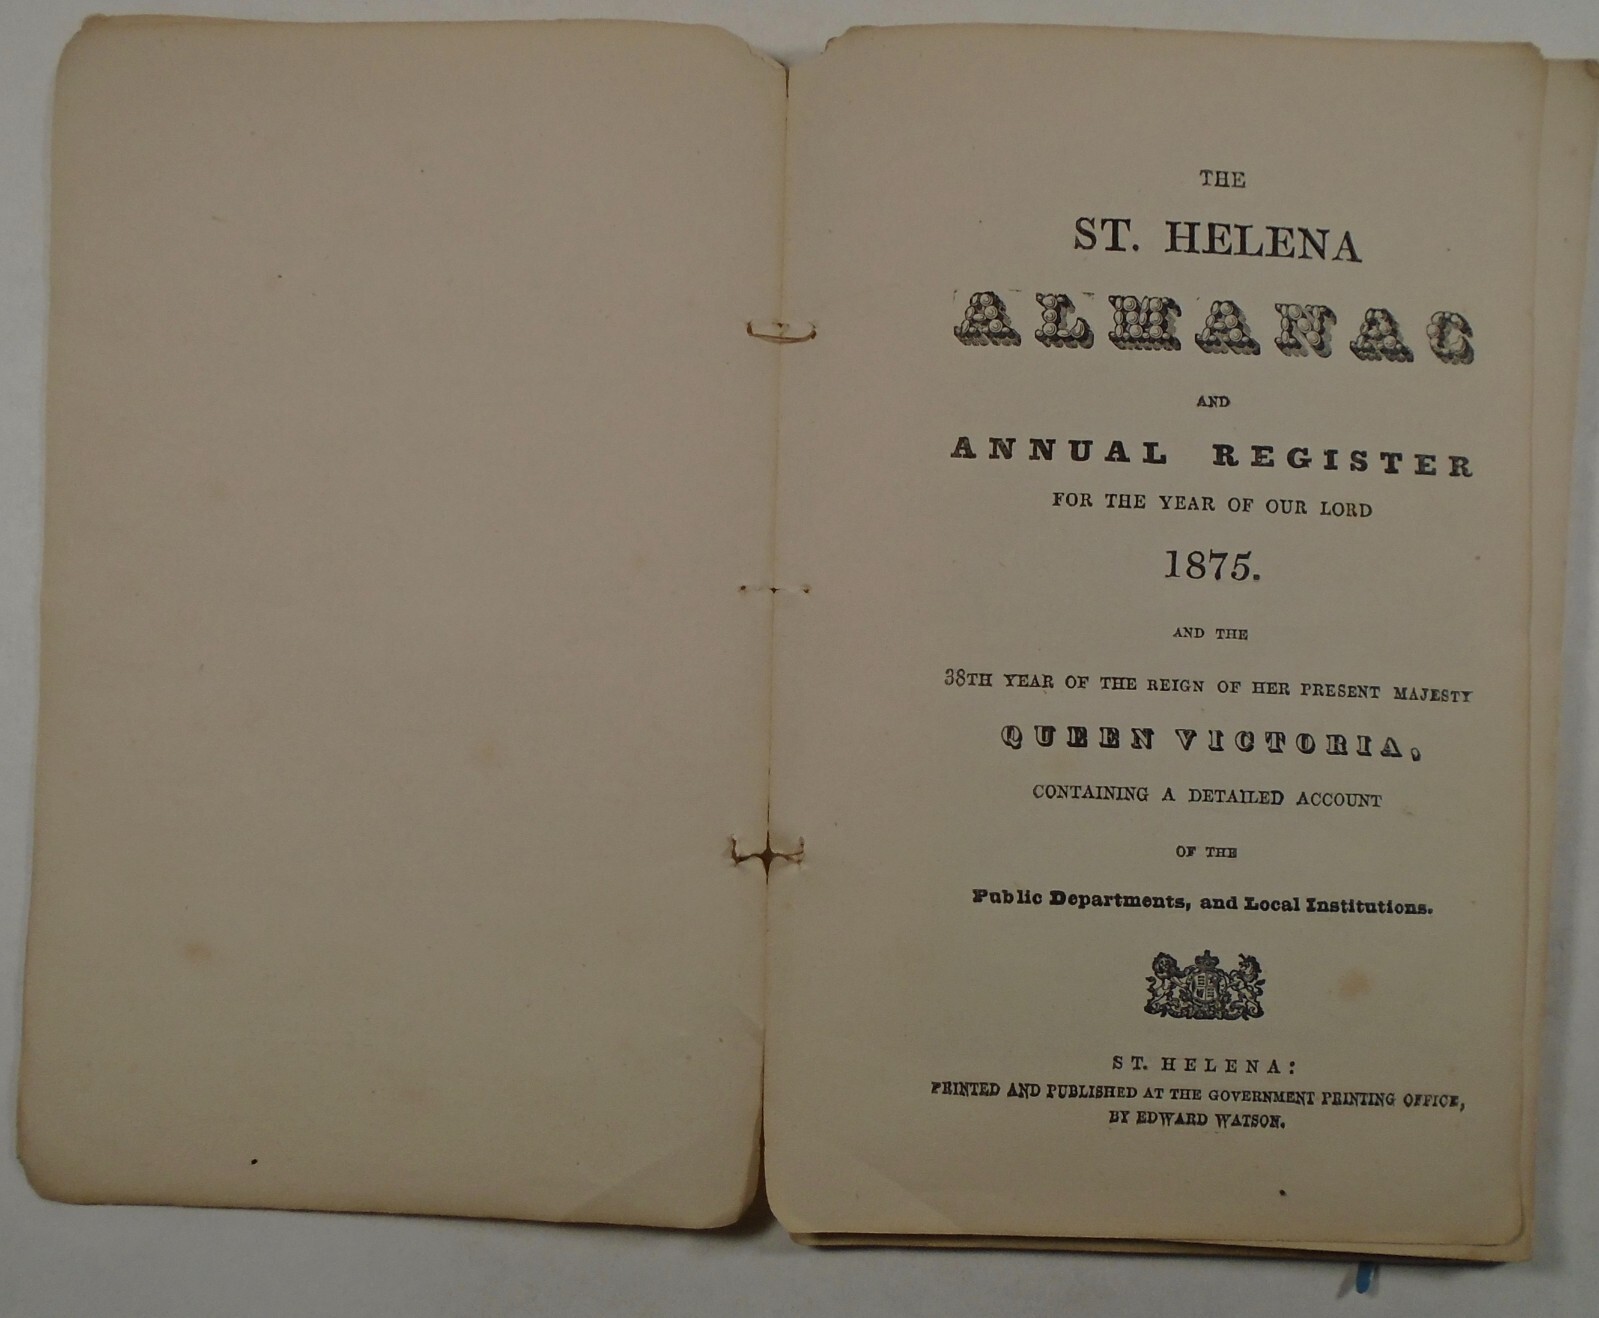 THE
ST. HELENA
ALMANAC
AND
ANNUAL REGISTER
FOR THE YEAR OF OUR LORD
1875.
AND THE
38TH YEAR OF THE REIGN OF HER PRESENT MAJESTY
QUEEN VICTORIA,
CONTAINING A DETAILED ACCOUNT
OF THE
Public Departments, and Local Institutions.
ST. HELENA:
PRINTED AND PUBLISHED AT THE GOVERNMENT PRINTING OFFICE,
BY EDWARD WATSON.